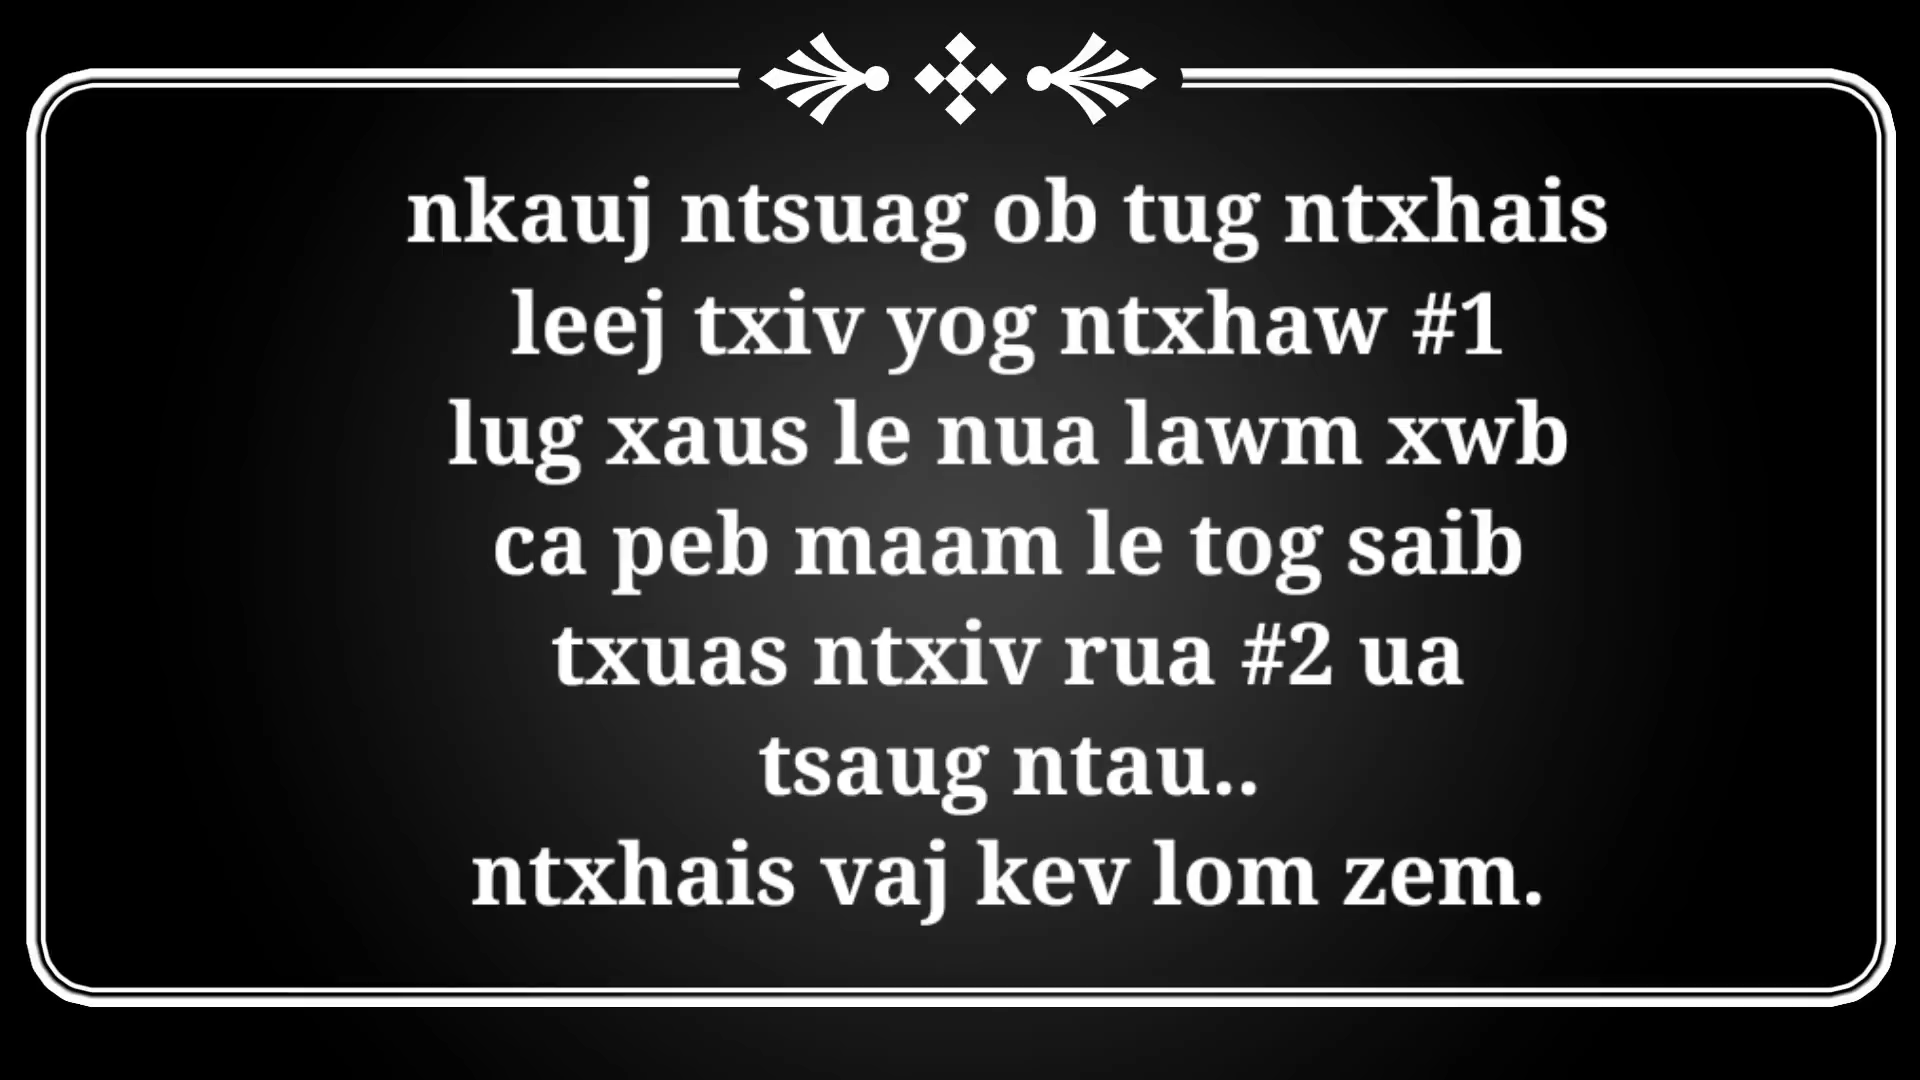 nkauj ntsuag ob tug ntxhais
leej txiv yog ntxhaw #1
lug xaus le nua lawm xwb
ca peb maam le tog saib
txuas ntxiv rua #2 ua
tsaug ntau..
ntxhais vaj kev lom zem.